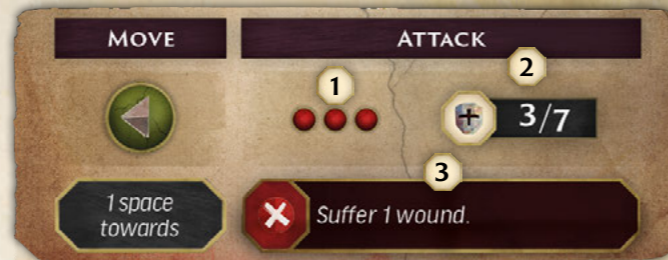 MOVE
ATTACK
1
2
3/7
3
1 space
towards
Suffer 1 wound.